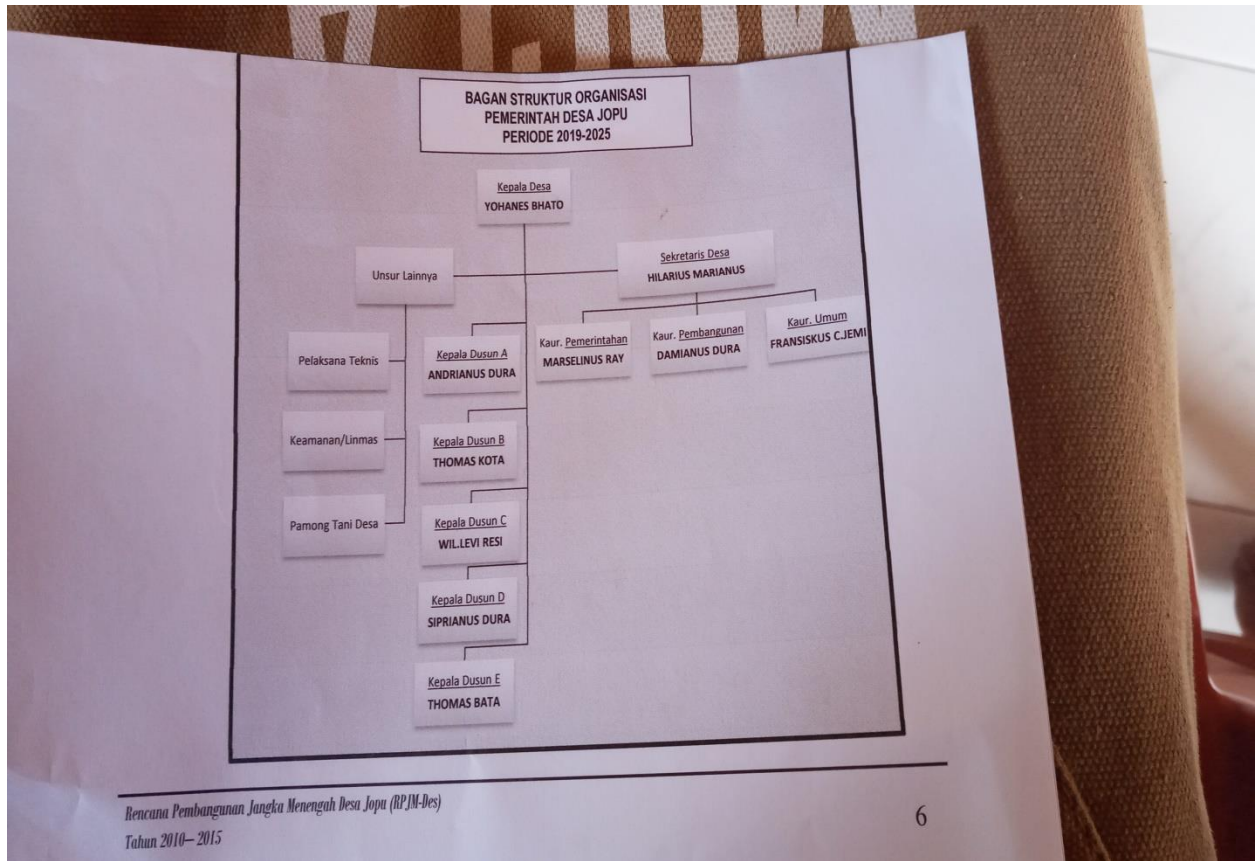 BAGAN STRUKTUR ORGANISASI
PEMERINTAH DESA JOPU
PERIODE 2019-2025
Kepala Desa
YOHANES BHATO
Unsur Lainnya
Sekretaris Desa
HILARIUS MARIANUS
Kaur. Pemerintahan
MARSELINUS RAY
Kaur. Pembangunan
DAMIANUS DURA
Kaur. Umum
FRANSISKUS C.JEMI
Pelaksana Teknis
Keamanan/Linmas
Pamong Tani Desa
Kepala Dusun A
ANDRIANUS DURA
Kepala Dusun B
THOMAS KOTA
Kepala Dusun C
WIL.LEVI RESI
Kepala Dusun D
SIPRIANUS DURA
Kepala Dusun E
THOMAS BATA
Rencana Pembangunan Jangka Menengah Desa Jopu (RPJM-Des)
Tahun 2010– 2015
6